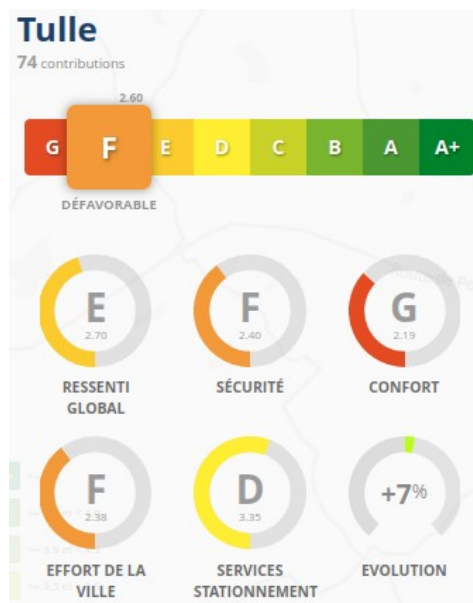 Tulle
74 contributions
2.60
G F E D C B A A+
DÉFAVORABLE
E F G
2.70 2.40 2.19
RESSENTI SÉCURITÉ CONFORT
GLOBAL
F D +7%
2.38 3.35
EFFORT DE LA SERVICES EVOLUTION
VILLE STATIONNEMENT